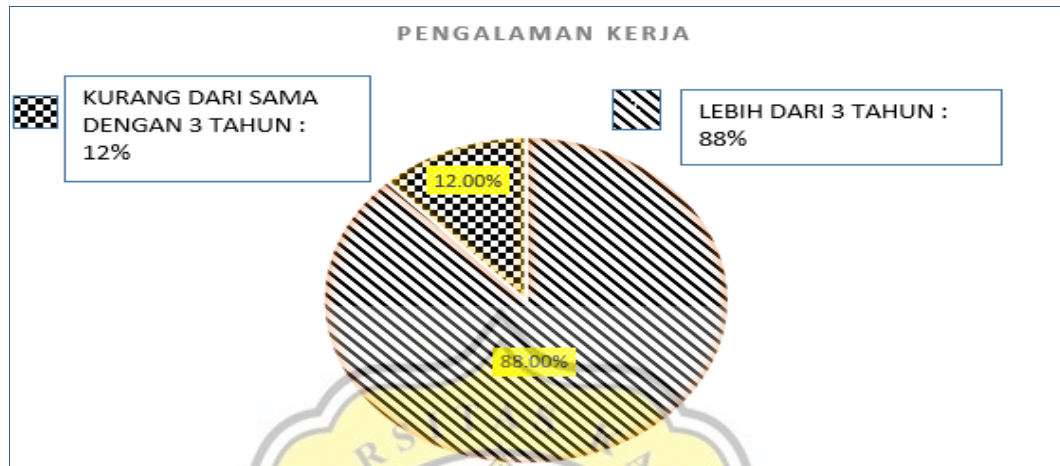 PENGALAMAN KERJA
KURANG DARI SAMA
DENGAN 3 TAHUN :
12%
LEBIH DARI 3 TAHUN :
88%
12.00%
88.00%